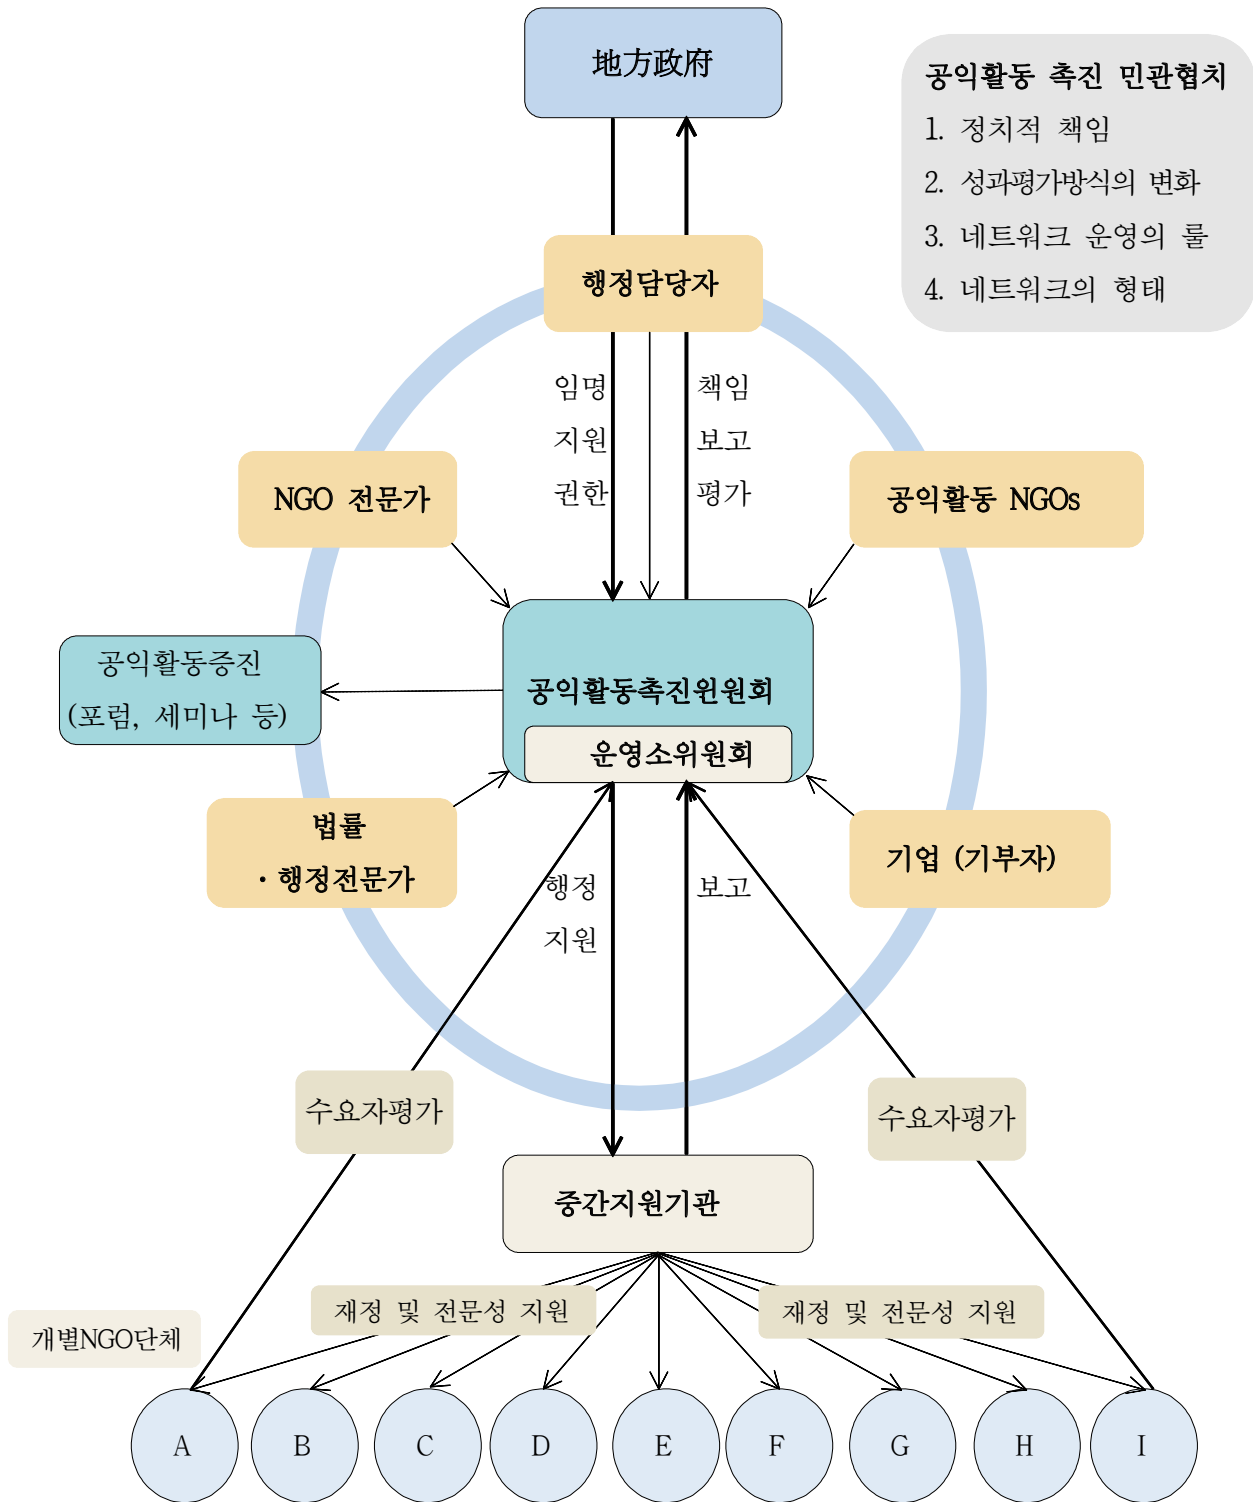 地方政府
공익활동 촉진 민관협치
1. 정치적 책임
2. 성과평가방식의 변화
3. 네트워크 운영의 룰
4. 네트워크의 형태
행정담당자
임명
지원
권한
책임
보고
평가
NGO 전문가
공익활동 NGOs
공익활동증진
(포럼, 세미나 등)
공익활동촉진윈원회
운영소위원회
법률
· 행정전문가
기업 (기부자)
행정
지원
보고
수요자평가
수요자평가
중간지원기관
재정 및 전문성 지원
재정 및 전문성 지원
개별NGO단체
A B C D E F G H I